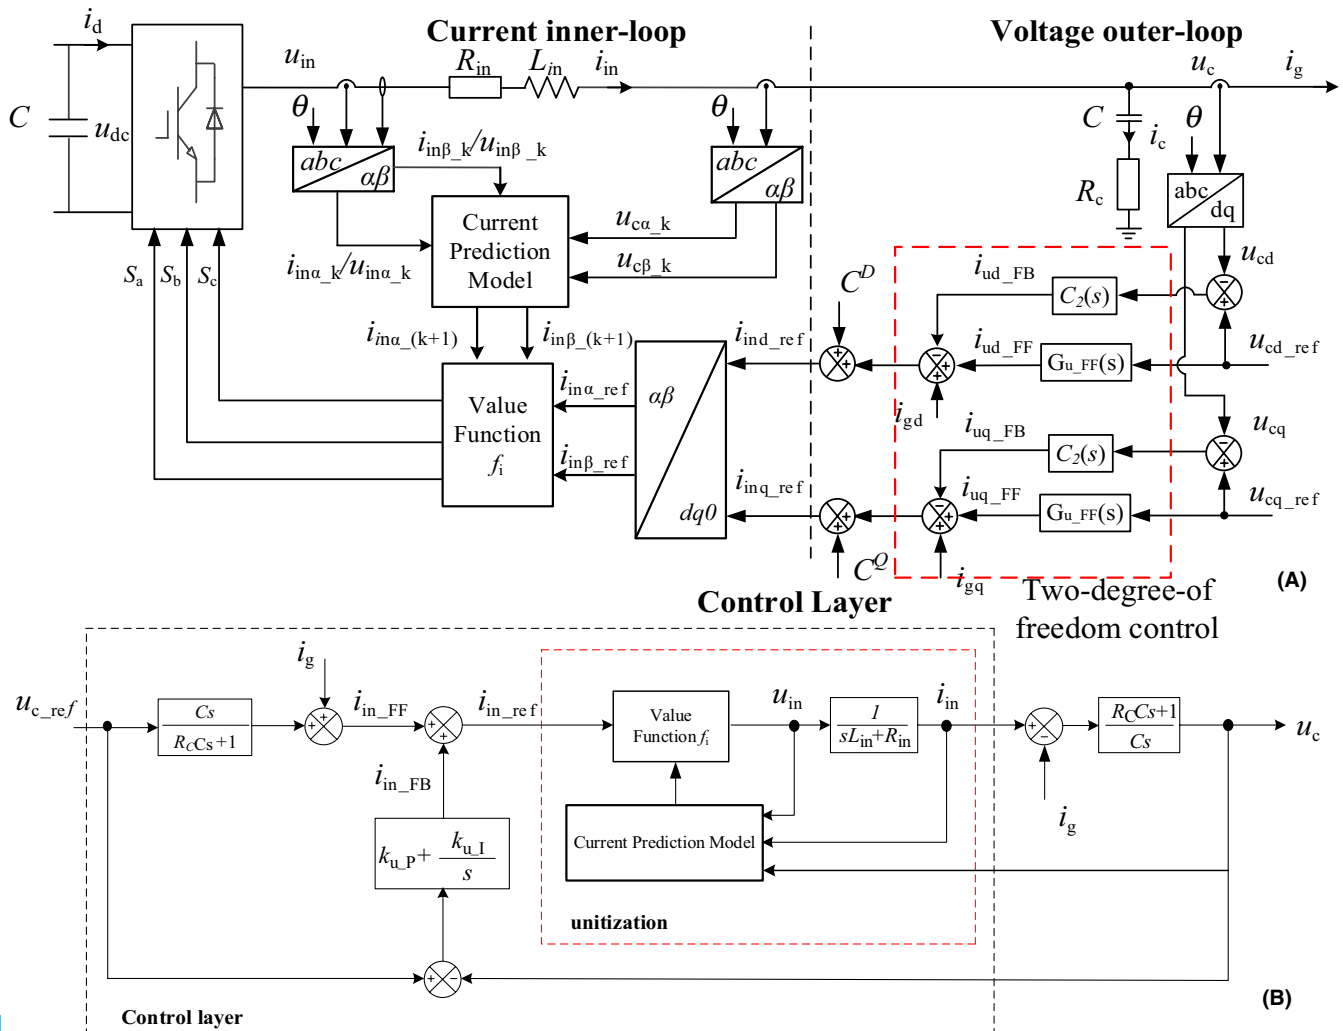 Current inner-loop
Voltage outer-loop
i_d
C
u_dc
u_in
R_in
L_in
i_in
u_c
i_g
θ
θ
θ
C
i_c
R_c
abc
αβ
i_inβ_k/u_inβ_k
abc
αβ
abc
dq
Current
Prediction
Model
u_cα_k
u_cβ_k
i_inα_k/u_inα_k
S_a
S_b
S_c
i_inα_(k+1)
i_inβ_(k+1)
Value
Function
f_i
i_inα_ref
i_inβ_ref
αβ
dq0
i_ind_ref
i_inq_ref
C^D
C^Q
i_ud_FB
C_2(s)
u_cd
i_ud_FF
G_u_FF(s)
u_cd_ref
i_gd
i_uq_FB
C_2(s)
u_cq
i_uq_FF
G_u_FF(s)
u_cq_ref
i_gq
(A)
Two-degree-of
freedom control
Control Layer
u_c_ref
Cs
R_CCs+1
i_g
i_in_FF
i_in_ref
i_in_FB
k_u_P+
k_u_I
s
Value
Function f_i
u_in
1
sL_in+R_in
i_in
Current Prediction Model
unitization
i_g
R_CCs+1
Cs
u_c
Control layer
(B)